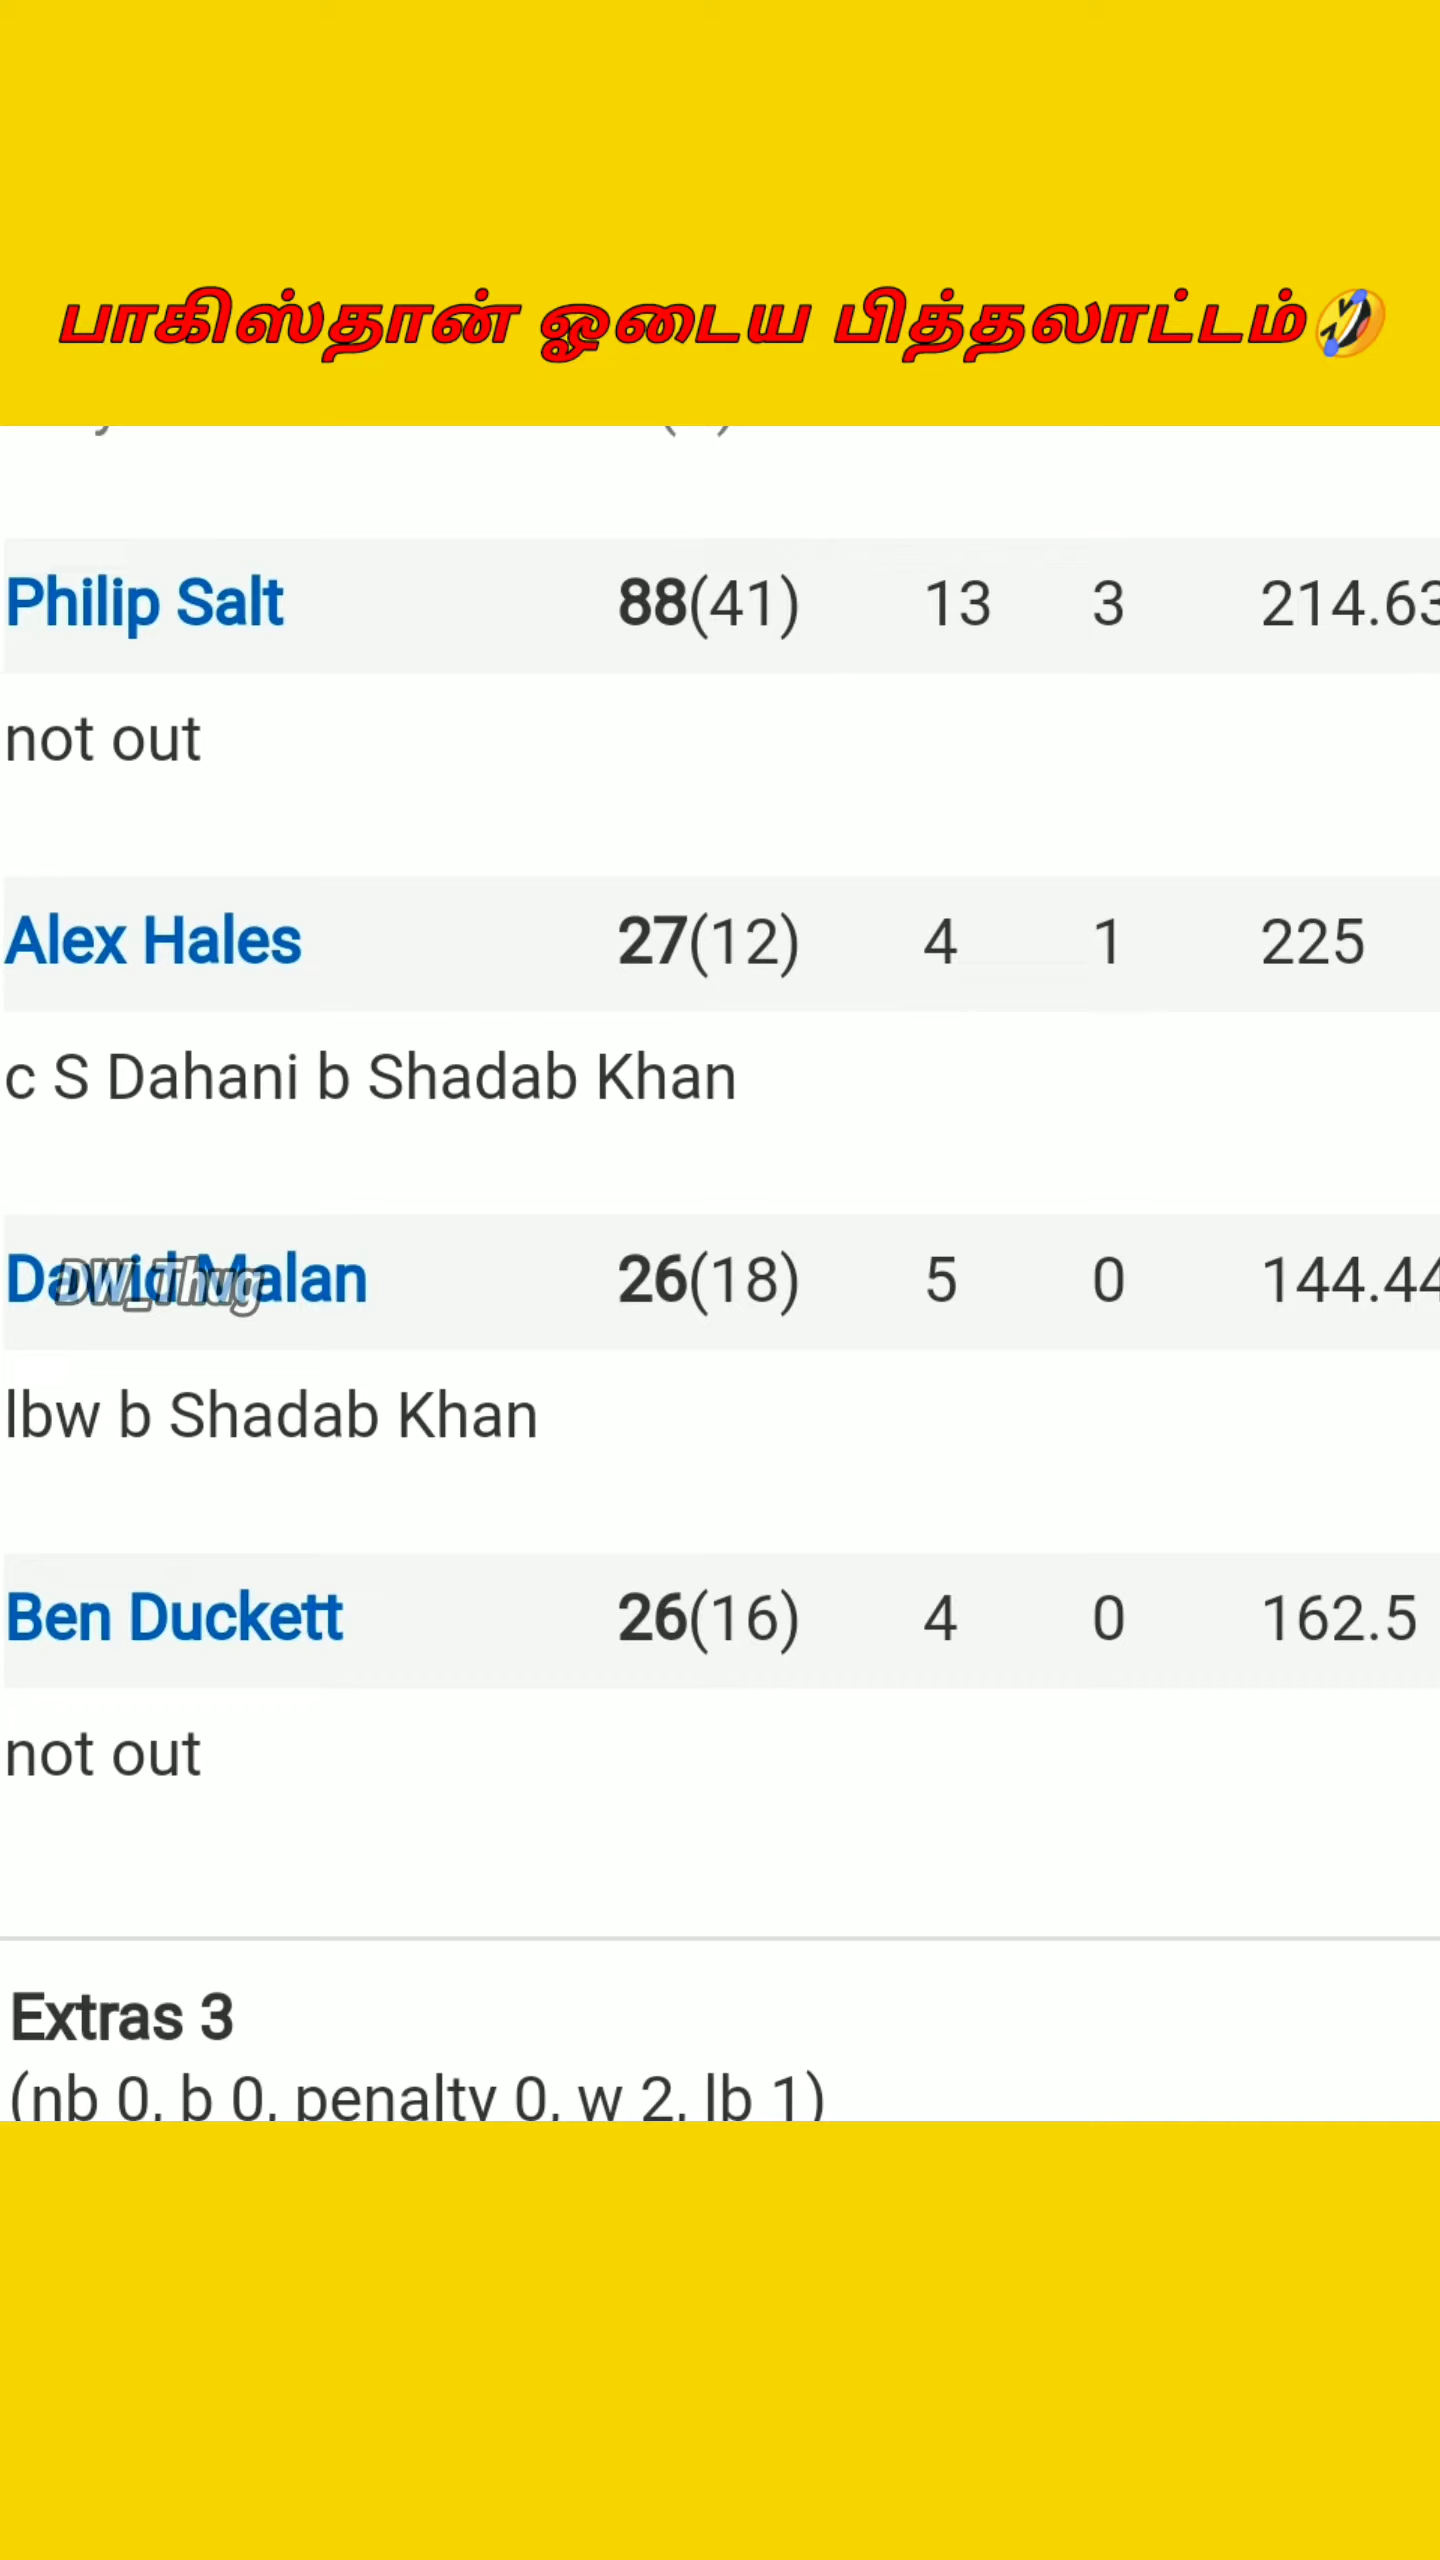 பாகிஸ்தான் ஓடைய பித்தலாட்டம்🤣
Philip Salt 88(41) 13 3 214.63
not out
Alex Hales 27(12) 4 1 225
c S Dahani b Shadab Khan
Dawid Malan 26(18) 5 0 144.44
DW_Thug
lbw b Shadab Khan
Ben Duckett 26(16) 4 0 162.5
not out
Extras 3
(nb 0, b 0, penalty 0, w 2, lb 1)